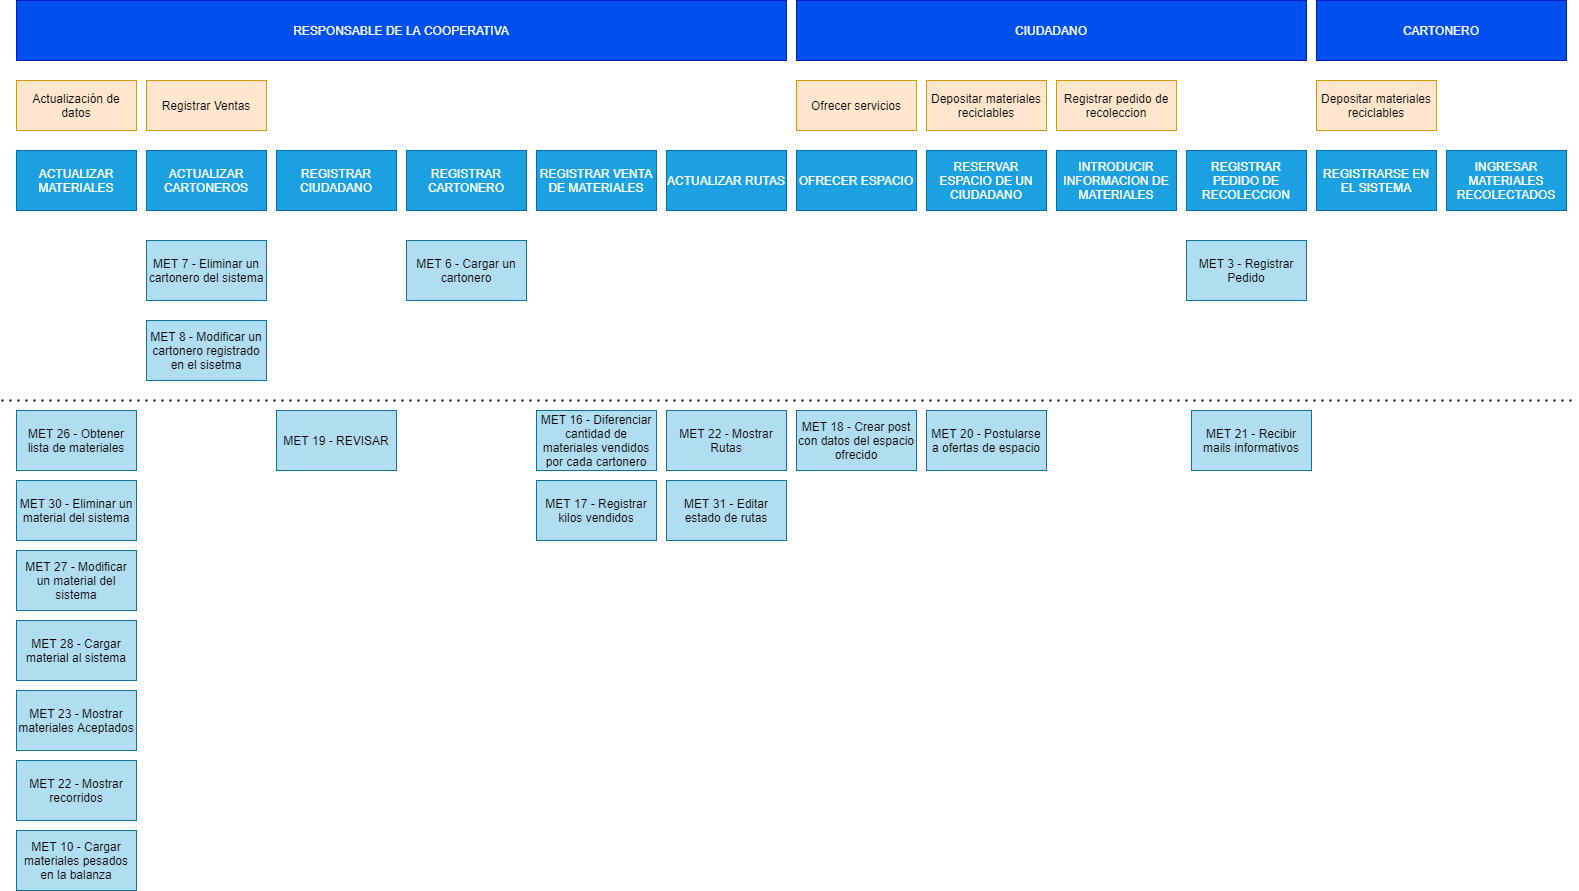 RESPONSABLE DE LA COOPERATIVA
CIUDADANO
CARTONERO
Actualización de
datos
Registrar Ventas
Ofrecer servicios
Depositar materiales
reciclables
Registrar pedido de
recoleccion
Depositar materiales
reciclables
ACTUALIZAR
MATERIALES
ACTUALIZAR
CARTONEROS
REGISTRAR
CIUDADANO
REGISTRAR
CARTONERO
REGISTRAR VENTA
DE MATERIALES
ACTUALIZAR RUTAS
OFRECER ESPACIO
RESERVAR
ESPACIO DE UN
CIUDADANO
INTRODUCIR
INFORMACION DE
MATERIALES
REGISTRAR
PEDIDO DE
RECOLECCION
REGISTRARSE EN
EL SISTEMA
INGRESAR
MATERIALES
RECOLECTADOS
MET 7 - Eliminar un
cartonero del sistema
MET 6 - Cargar un
cartonero
MET 3 - Registrar
Pedido
MET 8 - Modificar un
cartonero registrado
en el sisetma
MET 26 - Obtener
lista de materiales
MET 19 - REVISAR
MET 16 - Diferenciar
cantidad de
materiales vendidos
por cada cartonero
MET 22 - Mostrar
Rutas
MET 18 - Crear post
con datos del espacio
ofrecido
MET 20 - Postularse
a ofertas de espacio
MET 21 - Recibir
mails informativos
MET 30 - Eliminar un
material del sistema
MET 17 - Registrar
kilos vendidos
MET 31 - Editar
estado de rutas
MET 27 - Modificar
un material del
sistema
MET 28 - Cargar
material al sistema
MET 23 - Mostrar
materiales Aceptados
MET 22 - Mostrar
recorridos
MET 10 - Cargar
materiales pesados
en la balanza